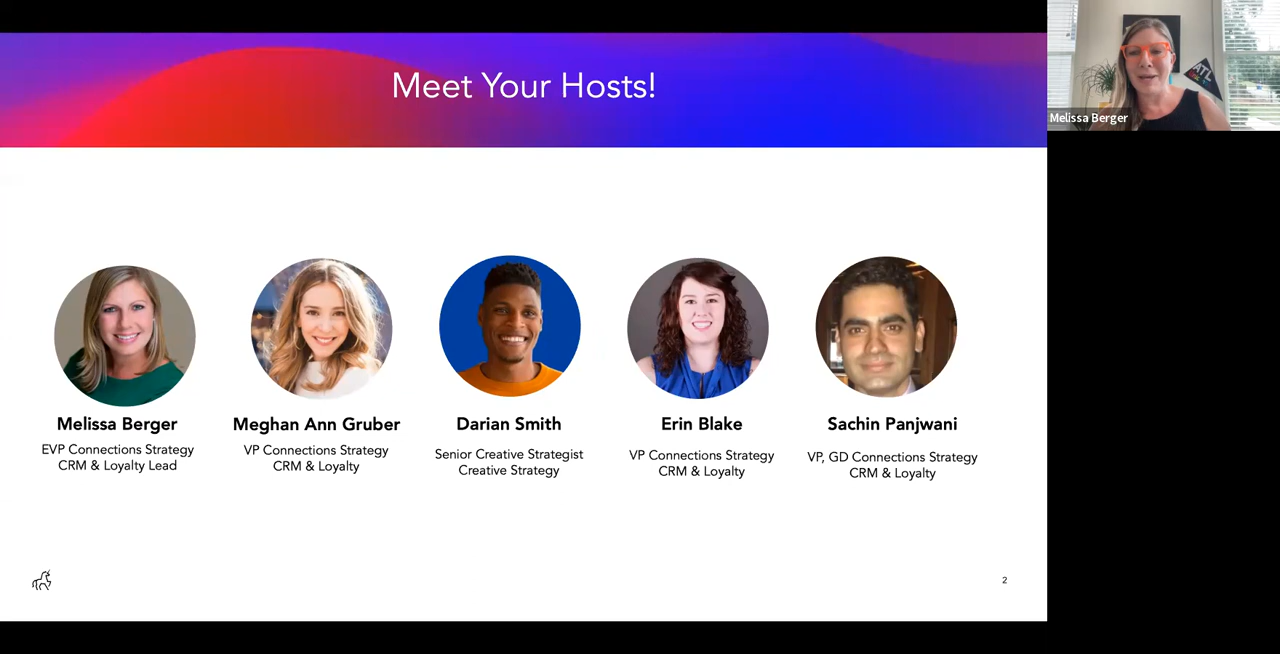 Meet Your Hosts!
ATL
Melissa Berger
Melissa Berger
EVP Connections Strategy
CRM & Loyalty Lead
Meghan Ann Gruber
VP Connections Strategy
CRM & Loyalty
Darian Smith
Senior Creative Strategist
Creative Strategy
Erin Blake
VP Connections Strategy
CRM & Loyalty
Sachin Panjwani
VP, GD Connections Strategy
CRM & Loyalty
2